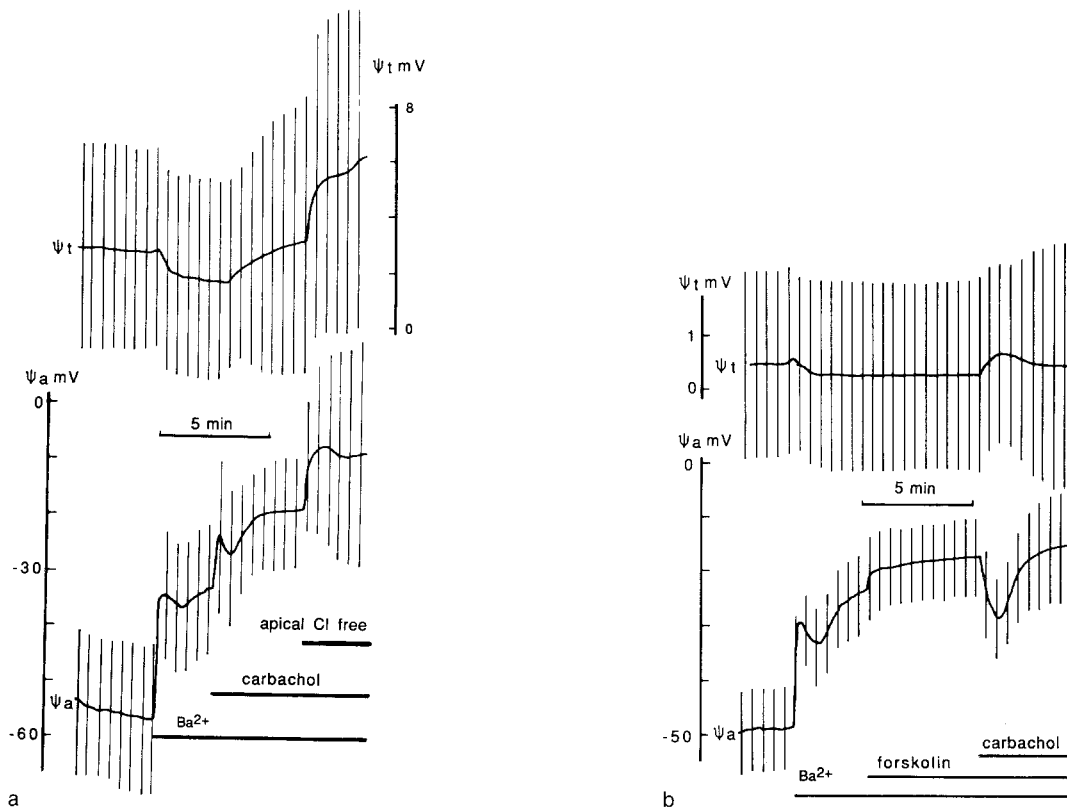 ψt mV
8
4
0
ψt
ψa mV
0
5 min
-30
apical Cl free
carbachol
ψa
Ba²⁺
-60
a
ψt mV
1
0
ψt
ψa mV
0
5 min
-50
ψa
carbachol
forskolin
Ba²⁺
b